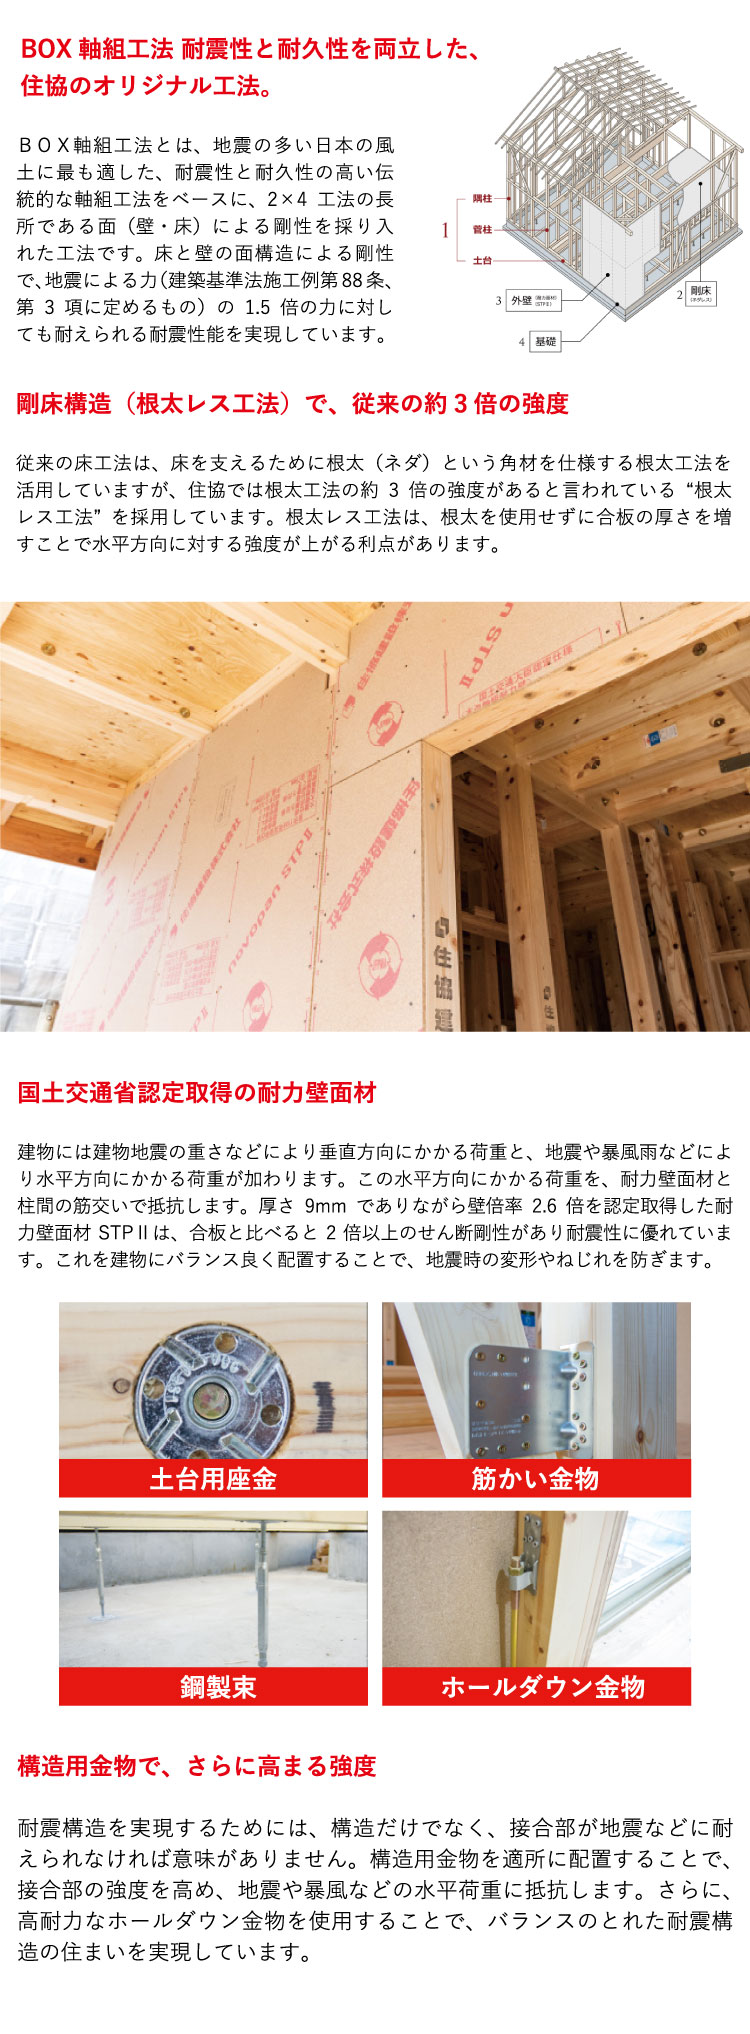 BOX 軸組工法 耐震性と耐久性を両立した、
住協のオリジナル工法。
ＢＯＸ軸組工法とは、地震の多い日本の風
土に最も適した、耐震性と耐久性の高い伝
統的な軸組工法をベースに、2×4 工法の長
所である面（壁・床）による剛性を採り入
れた工法です。床と壁の面構造による剛性
で、地震による力（建築基準法施工例第88条、
第 3 項に定めるもの）の 1.5 倍の力に対し
ても耐えられる耐震性能を実現しています。
1
隅柱
菅柱
土台
3 外壁 （耐力面材） （STPⅡ）
2 剛床 （ネダレス）
4 基礎
剛床構造（根太レス工法）で、従来の約 3 倍の強度
従来の床工法は、床を支えるために根太（ネダ）という角材を仕様する根太工法を
活用していますが、住協では根太工法の約 3 倍の強度があると言われている “根太
レス工法” を採用しています。根太レス工法は、根太を使用せずに合板の厚さを増
すことで水平方向に対する強度が上がる利点があります。
n STPⅡ
国土交通大臣認定仕様
住協建設株式会社
住協建設株式会社
novopan STPⅡ
住協建
国土交通省認定取得の耐力壁面材
建物には建物地震の重さなどにより垂直方向にかかる荷重と、地震や暴風雨などによ
り水平方向にかかる荷重が加わります。この水平方向にかかる荷重を、耐力壁面材と
柱間の筋交いで抵抗します。厚さ 9mm でありながら壁倍率 2.6 倍を認定取得した耐
力壁面材 STPⅡは、合板と比べると 2 倍以上のせん断剛性があり耐震性に優れていま
す。これを建物にバランス良く配置することで、地震時の変形やねじれを防ぎます。
土台用座金
筋かい金物
鋼製束
ホールダウン金物
構造用金物で、さらに高まる強度
耐震構造を実現するためには、構造だけでなく、接合部が地震などに耐
えられなければ意味がありません。構造用金物を適所に配置することで、
接合部の強度を高め、地震や暴風などの水平荷重に抵抗します。さらに、
高耐力なホールダウン金物を使用することで、バランスのとれた耐震構
造の住まいを実現しています。